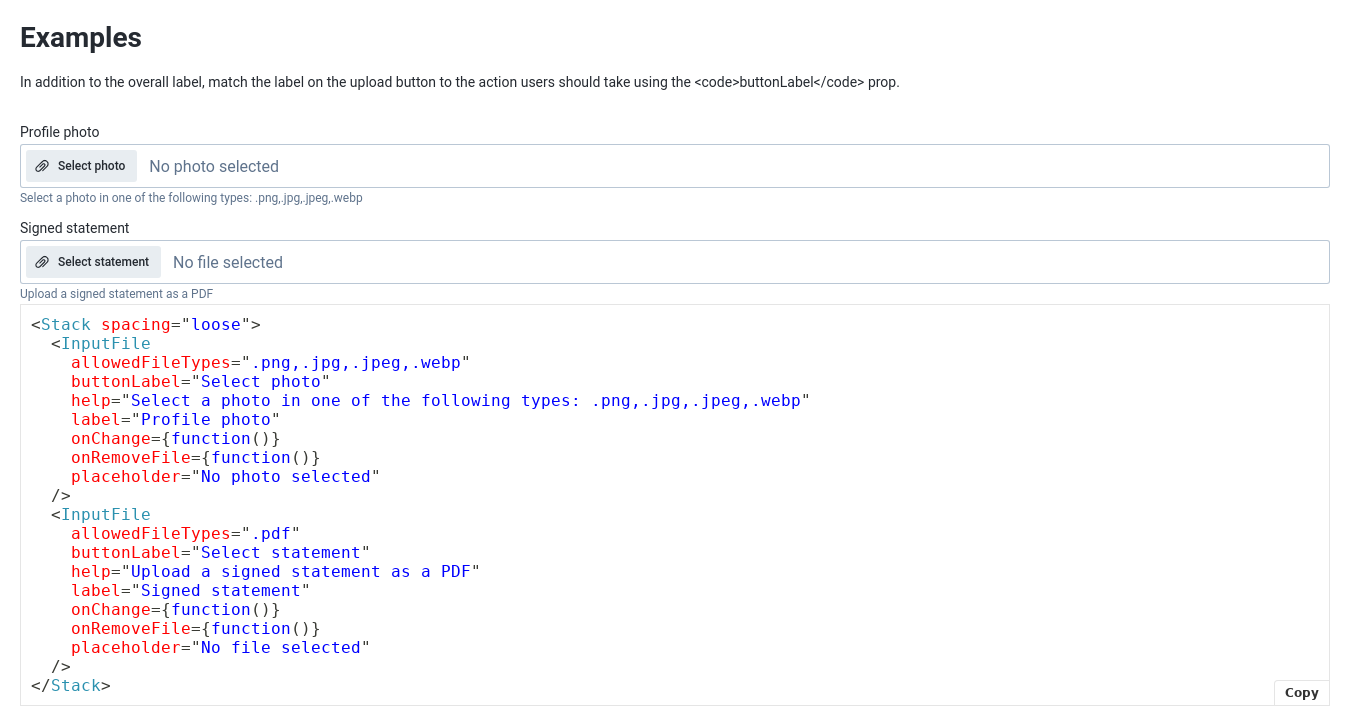 Examples
In addition to the overall label, match the label on the upload button to the action users should take using the <code>buttonLabel</code> prop.
Profile photo
Select photo No photo selected
Select a photo in one of the following types: .png,.jpg,.jpeg,.webp
Signed statement
Select statement No file selected
Upload a signed statement as a PDF
<Stack spacing="loose">
  <InputFile
    allowedFileTypes=".png,.jpg,.jpeg,.webp"
    buttonLabel="Select photo"
    help="Select a photo in one of the following types: .png,.jpg,.jpeg,.webp"
    label="Profile photo"
    onChange={function()}
    onRemoveFile={function()}
    placeholder="No photo selected"
  />
  <InputFile
    allowedFileTypes=".pdf"
    buttonLabel="Select statement"
    help="Upload a signed statement as a PDF"
    label="Signed statement"
    onChange={function()}
    onRemoveFile={function()}
    placeholder="No file selected"
  />
</Stack>
Copy